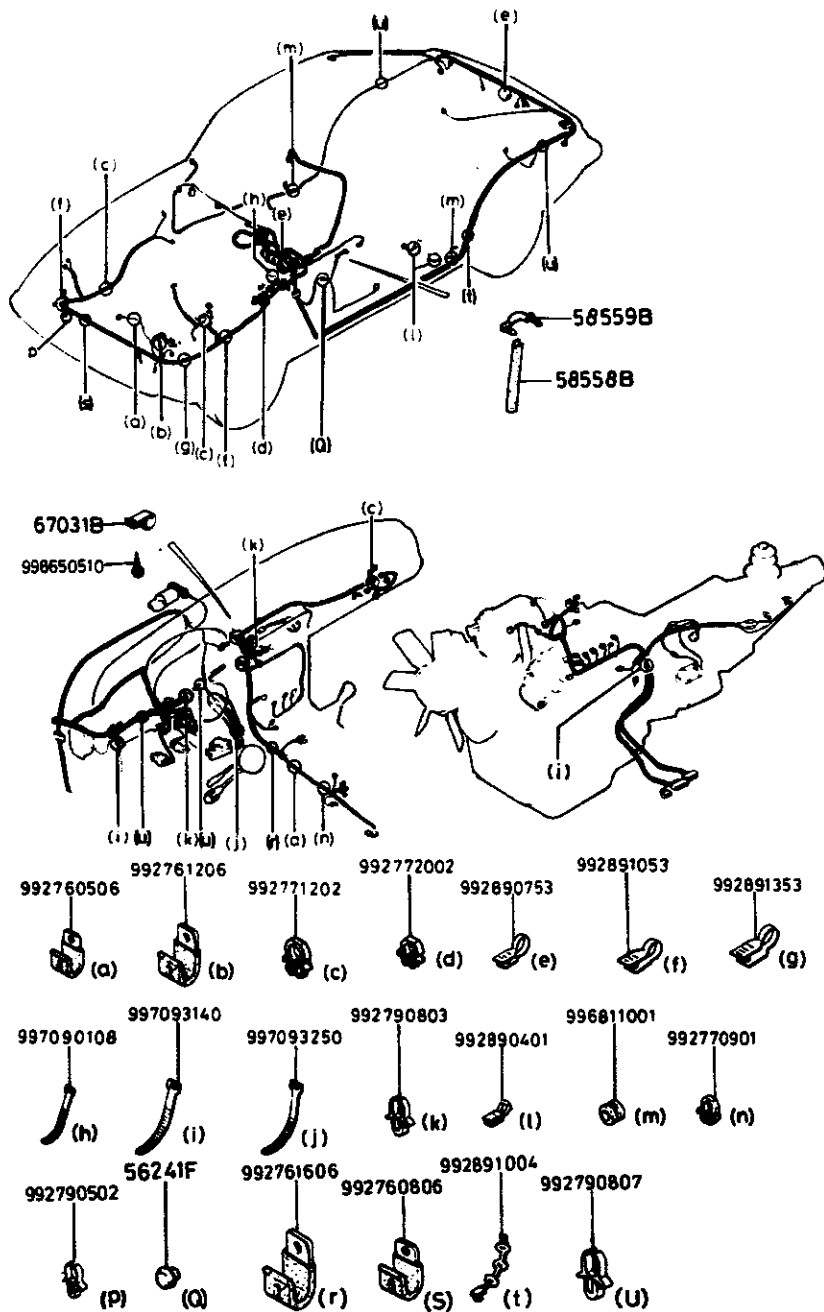 (u)
(e)
(m)
(c)
(h)
(e)
(f)
(m)
(u)
(t)
(l)
58559B
58558B
p
(s)
(a)
(b)
(g)
(c)
(f)
(d)
(Q)
67031B
998650510
(k)
(c)
(i)
(u)
(k)
(u)
(j)
(r)
(a)
(n)
(i)
992760506
992761206
992771202
992772002
992890753
992891053
992891353
(a)
(b)
(c)
(d)
(e)
(f)
(g)
997090108
997093140
997093250
992790803
992890401
996811001
992770901
(h)
(i)
(j)
(k)
(l)
(m)
(n)
992790502
56241F
992761606
992760806
992891004
992790807
(p)
(Q)
(r)
(S)
(t)
(U)